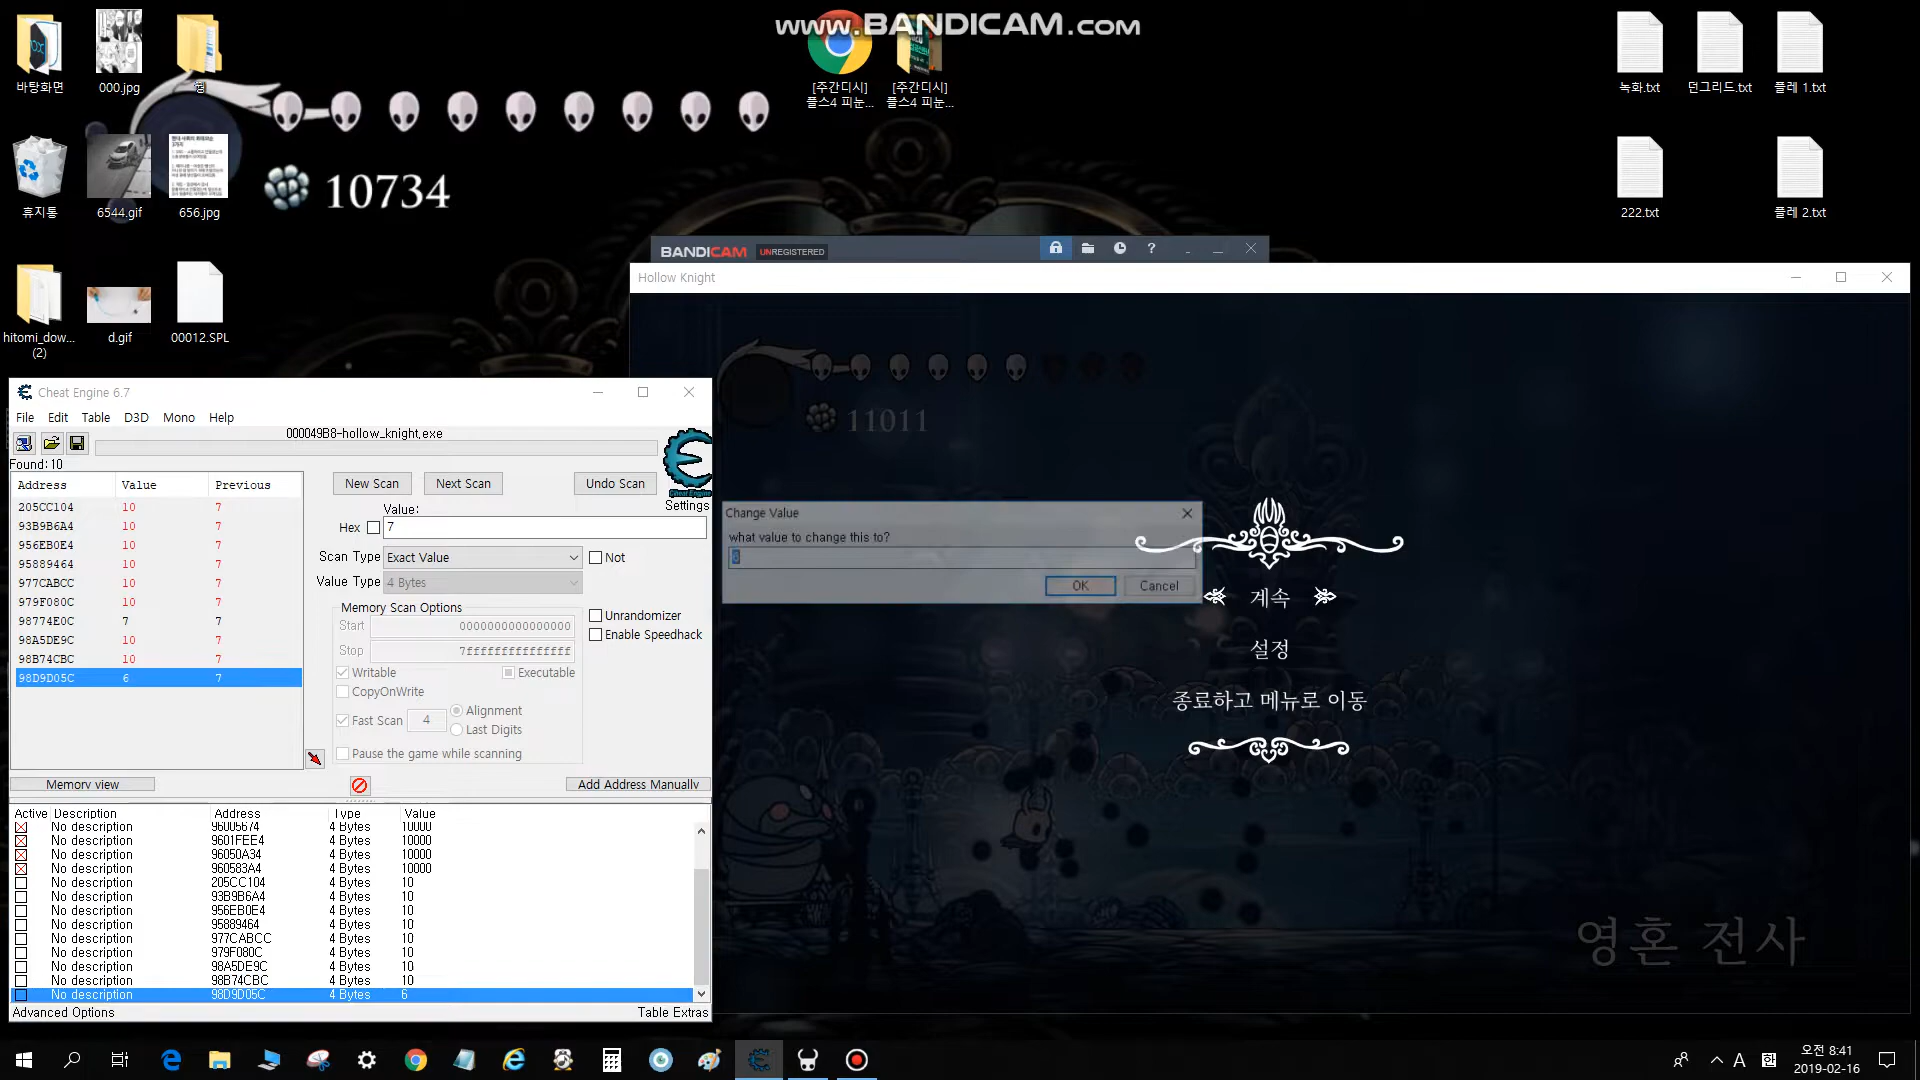 www.BANDICAM.com
바탕화면
000.jpg
[주간디시]
플스4 피눈...
[주간디시]
플스4 피눈...
녹화.txt
던그리드.txt
플레 1.txt
10734
휴지통
6544.gif
656.jpg
222.txt
플레 2.txt
BANDICAM UNREGISTERED
?
Hollow Knight
hitomi_dow...
(2)
d.gif
00012.SPL
11011
Cheat Engine 6.7
File Edit Table D3D Mono Help
000049B8-hollow_knight.exe
Found:10
Address Value Previous
205CC104 10 7
93B9B6A4 10 7
956EB0E4 10 7
95889464 10 7
977CABCC 10 7
979F080C 10 7
98774E0C 7 7
98A5DE9C 10 7
98B74CBC 10 7
98D9D05C 6 7
New Scan Next Scan Undo Scan
Cheat Engine
Settings
Value:
Hex 7
Scan Type Exact Value Not
Value Type 4 Bytes
Memory Scan Options
Start 0000000000000000
Stop 7fffffffffffffff
Writable Executable
CopyOnWrite
Fast Scan 4 Alignment
Last Digits
Pause the game while scanning
Unrandomizer
Enable Speedhack
Memory view
Add Address Manually
Active Description Address Type Value
No description 96005674 4 Bytes 10000
No description 9601FEE4 4 Bytes 10000
No description 96050A34 4 Bytes 10000
No description 960583A4 4 Bytes 10000
No description 205CC104 4 Bytes 10
No description 93B9B6A4 4 Bytes 10
No description 956EB0E4 4 Bytes 10
No description 95889464 4 Bytes 10
No description 977CABCC 4 Bytes 10
No description 979F080C 4 Bytes 10
No description 98A5DE9C 4 Bytes 10
No description 98B74CBC 4 Bytes 10
No description 98D9D05C 4 Bytes 6
Advanced Options Table Extras
Change Value
what value to change this to?
OK Cancel
계속
설정
종료하고 메뉴로 이동
영혼 전사
A
오전 8:41
2019-02-16